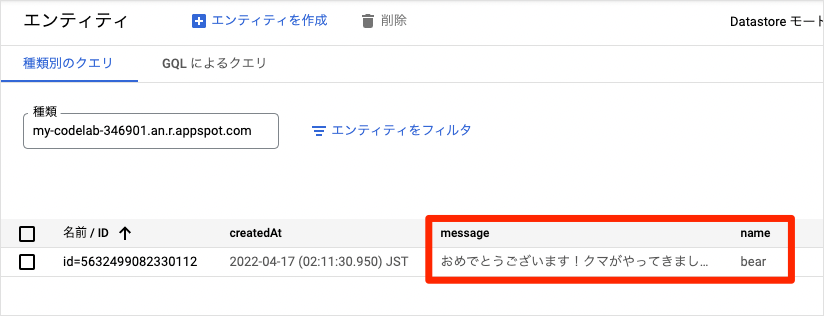 エンティティ エンティティを作成 削除 Datastore モート
種類別のクエリ GQL によるクエリ
種類
my-codelab-346901.an.r.appspot.com エンティティをフィルタ
名前 / ID createdAt message name
id=5632499082330112 2022-04-17 (02:11:30.950) JST おめでとうございます！クマがやってきまし... bear